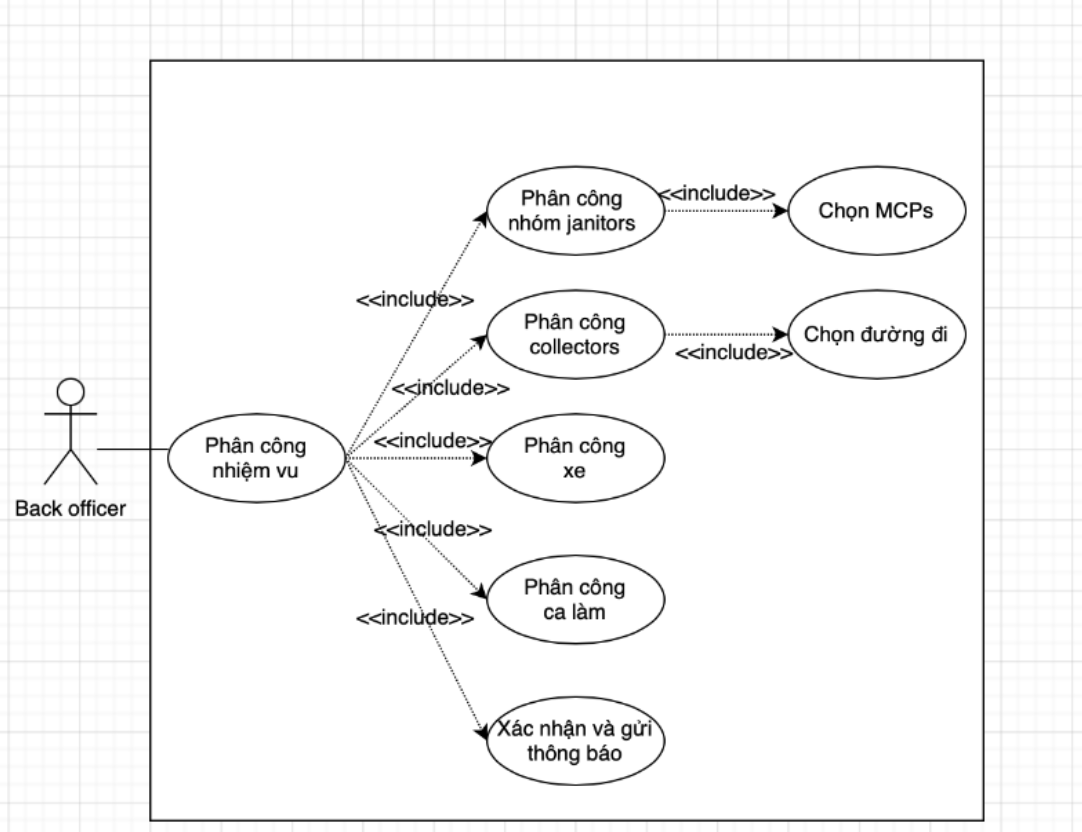 Phân công
nhóm janitors
<<include>>
Chọn MCPs
<<include>>
Phân công
collectors
Chọn đường đi
<<include>>
<<include>>
<<include>>
Phân công
nhiệm vu
Phân công
xe
Back officer
<<include>>
Phân công
ca làm
<<include>>
Xác nhận và gửi
thông báo